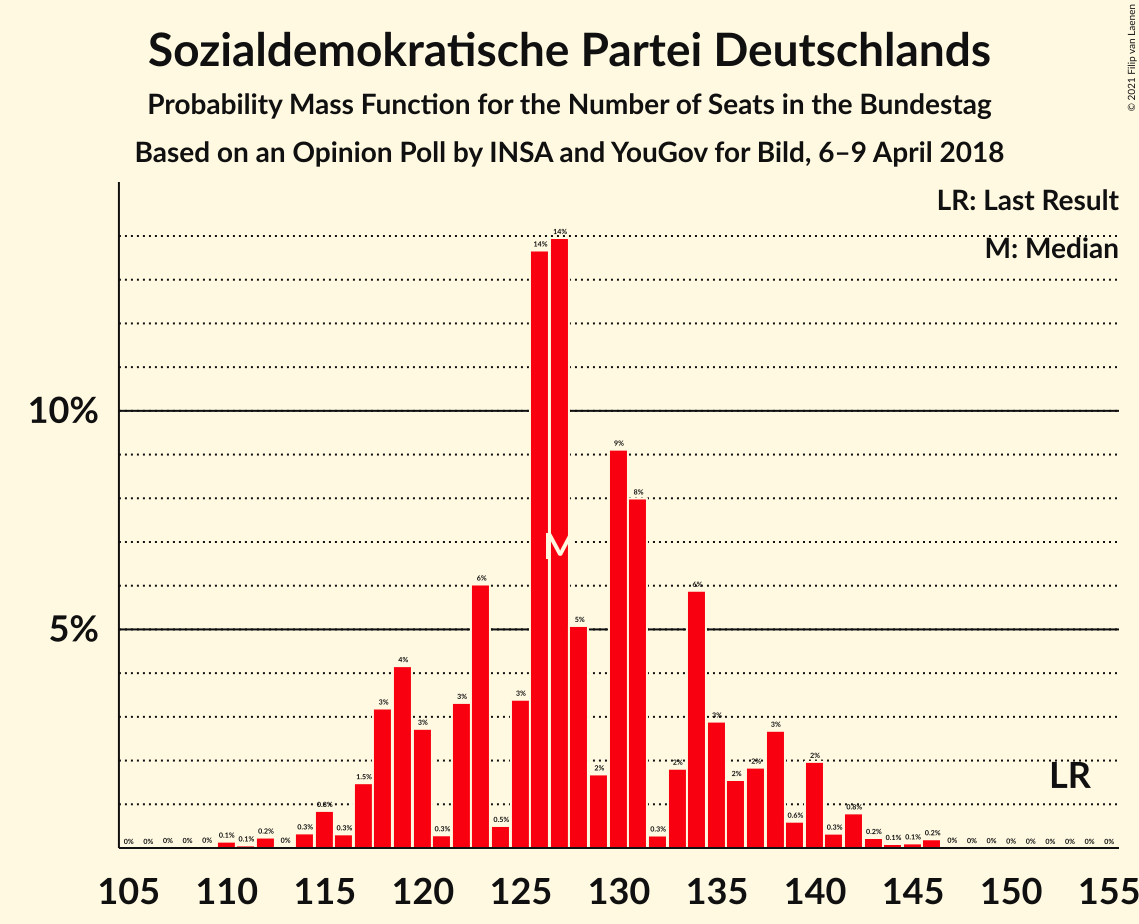 Sozialdemokratische Partei Deutschlands
Probability Mass Function for the Number of Seats in the Bundestag
Based on an Opinion Poll by INSA and YouGov for Bild, 6–9 April 2018
© 2021 Filip van Laenen
LR: Last Result
M: Median
10%
5%
0% 0% 0% 0% 0% 0.1% 0.1% 0.2% 0% 0.3% 0.8% 0.3% 1.5% 3% 4% 3% 0.3% 3% 6% 0.5% 3% 14% 14% 5% 2% 9% 8% 0.3% 2% 6% 3% 2% 2% 3% 0.6% 2% 0.3% 0.8% 0.2% 0.1% 0.1% 0.2% 0% 0% 0% 0% 0% 0% 0% 0% 0%
M
LR
105 110 115 120 125 130 135 140 145 150 155